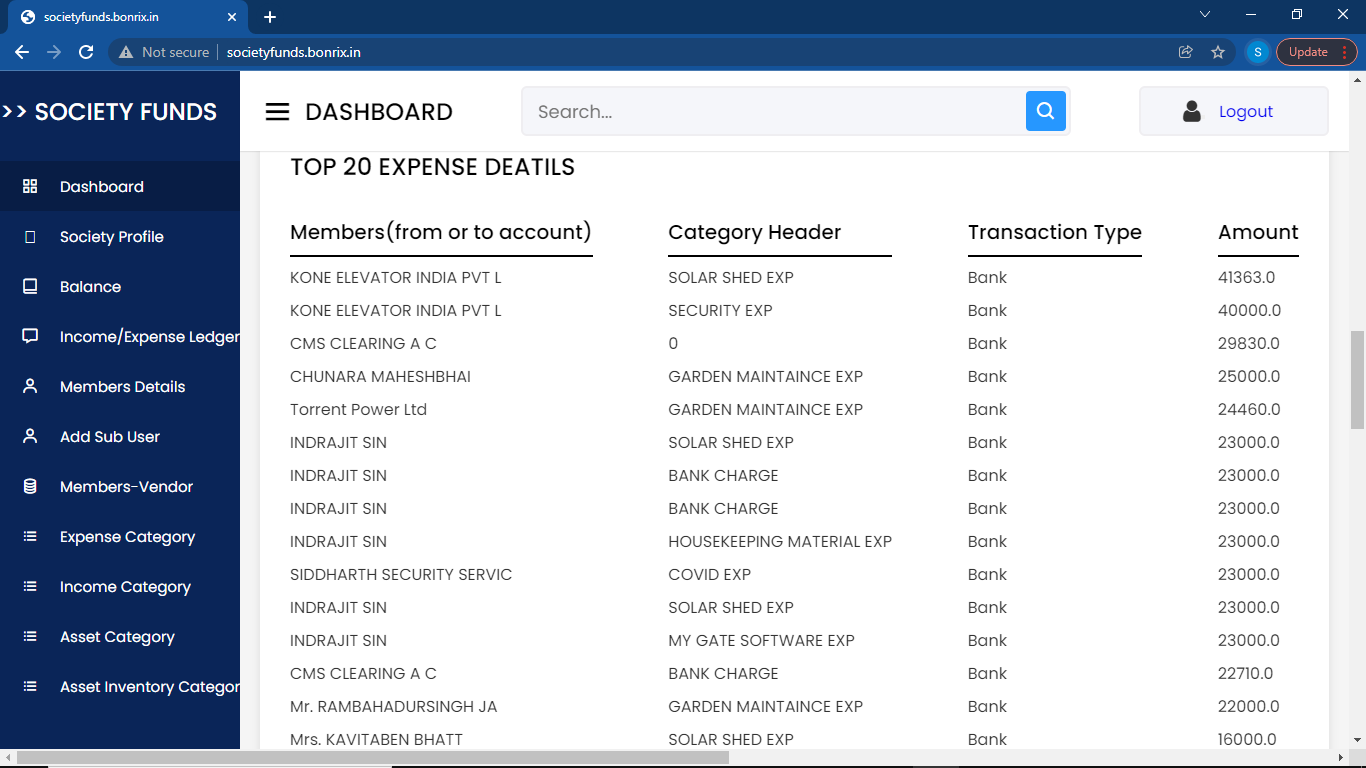 societyfunds.bonrix.in
Not secure societyfunds.bonrix.in S Update
>> SOCIETY FUNDS
Dashboard
Society Profile
Balance
Income/Expense Ledger
Members Details
Add Sub User
Members-Vendor
Expense Category
Income Category
Asset Category
Asset Inventory Categor
DASHBOARD Search... Logout
TOP 20 EXPENSE DEATILS
Members(from or to account) Category Header Transaction Type Amount
KONE ELEVATOR INDIA PVT L SOLAR SHED EXP Bank 41363.0
KONE ELEVATOR INDIA PVT L SECURITY EXP Bank 40000.0
CMS CLEARING A C 0 Bank 29830.0
CHUNARA MAHESHBHAI GARDEN MAINTAINCE EXP Bank 25000.0
Torrent Power Ltd GARDEN MAINTAINCE EXP Bank 24460.0
INDRAJIT SIN SOLAR SHED EXP Bank 23000.0
INDRAJIT SIN BANK CHARGE Bank 23000.0
INDRAJIT SIN BANK CHARGE Bank 23000.0
INDRAJIT SIN HOUSEKEEPING MATERIAL EXP Bank 23000.0
SIDDHARTH SECURITY SERVIC COVID EXP Bank 23000.0
INDRAJIT SIN SOLAR SHED EXP Bank 23000.0
INDRAJIT SIN MY GATE SOFTWARE EXP Bank 23000.0
CMS CLEARING A C BANK CHARGE Bank 22710.0
Mr. RAMBAHADURSINGH JA GARDEN MAINTAINCE EXP Bank 22000.0
Mrs. KAVITABEN BHATT SOLAR SHED EXP Bank 16000.0